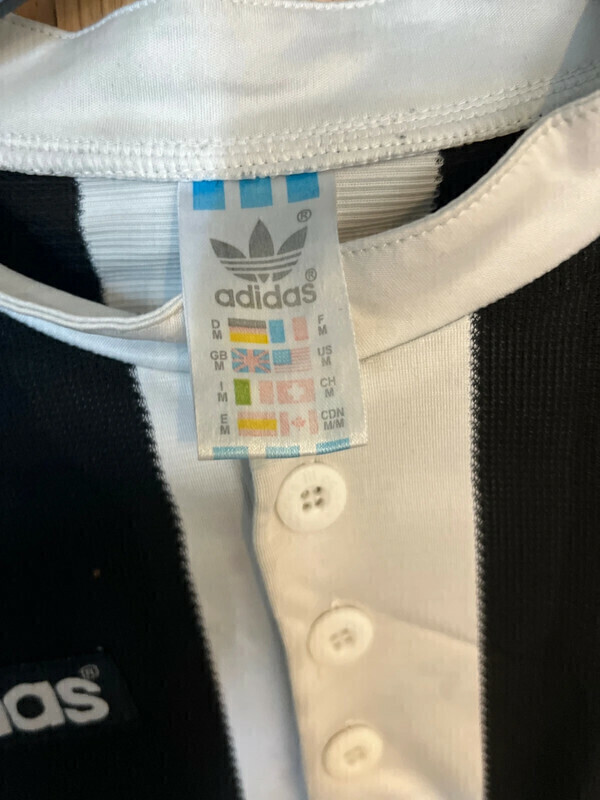 ®
adidas®
D M F M
GB M US M
I M CH M
E M CDN M/M
das®